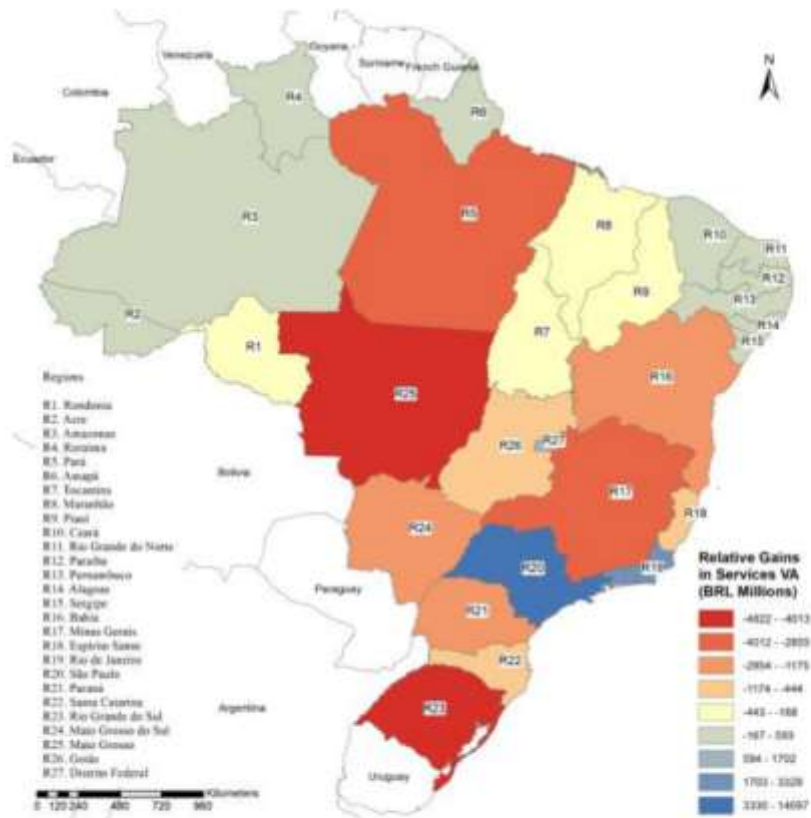 Guyana
Venezuela
Suriname
French Guiana
N
Colombia
R4
R6
Ecuador
R3
R5
R8
R10
R11
R12
R9
R13
R2
R14
R15
R1
R7
R16
Regions
R25
R1. Rondonia
R2. Acre
R3. Amazonas
R4. Roraima
R5. Pará
R6. Amapá
R7. Tocantins
R8. Maranhão
R9. Piauí
R10. Ceará
R11. Rio Grande do Norte
R12. Paraíba
R13. Pernambuco
R14. Alagoas
R15. Sergipe
R16. Bahia
R17. Minas Gerais
R18. Espírito Santo
R19. Rio de Janeiro
R20. São Paulo
R21. Paraná
R22. Santa Catarina
R23. Rio Grande do Sul
R24. Mato Grosso do Sul
R25. Mato Grosso
R26. Goiás
R27. Distrito Federal
R26
R27
Bolivia
R17
R18
R24
Paraguay
R20
R19
R21
R22
Argentina
R23
Uruguay
Relative Gains
in Services VA
(BRL Millions)
-4822 - -4013
-4012 - -2855
-2854 - -1175
-1174 - -444
-443 - -168
-167 - 593
594 - 1702
1703 - 3329
3330 - 14697
Kilometers
0 120 240 480 720 960